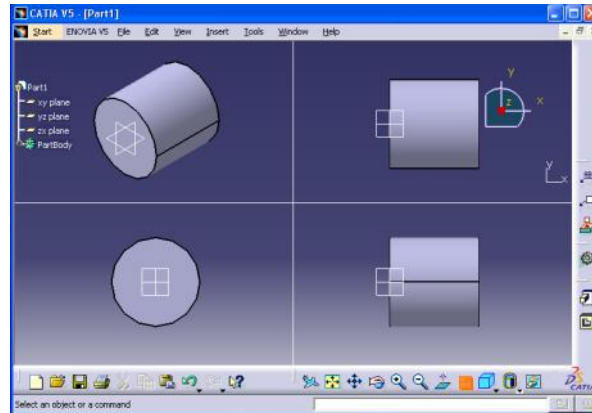 CATIA V5 - [Part1]
Start ENOVIA V5 File Edit View Insert Tools Window Help
Part1
xy plane
yz plane
zx plane
PartBody
y
z x
y
x
CATIA
Select an object or a command